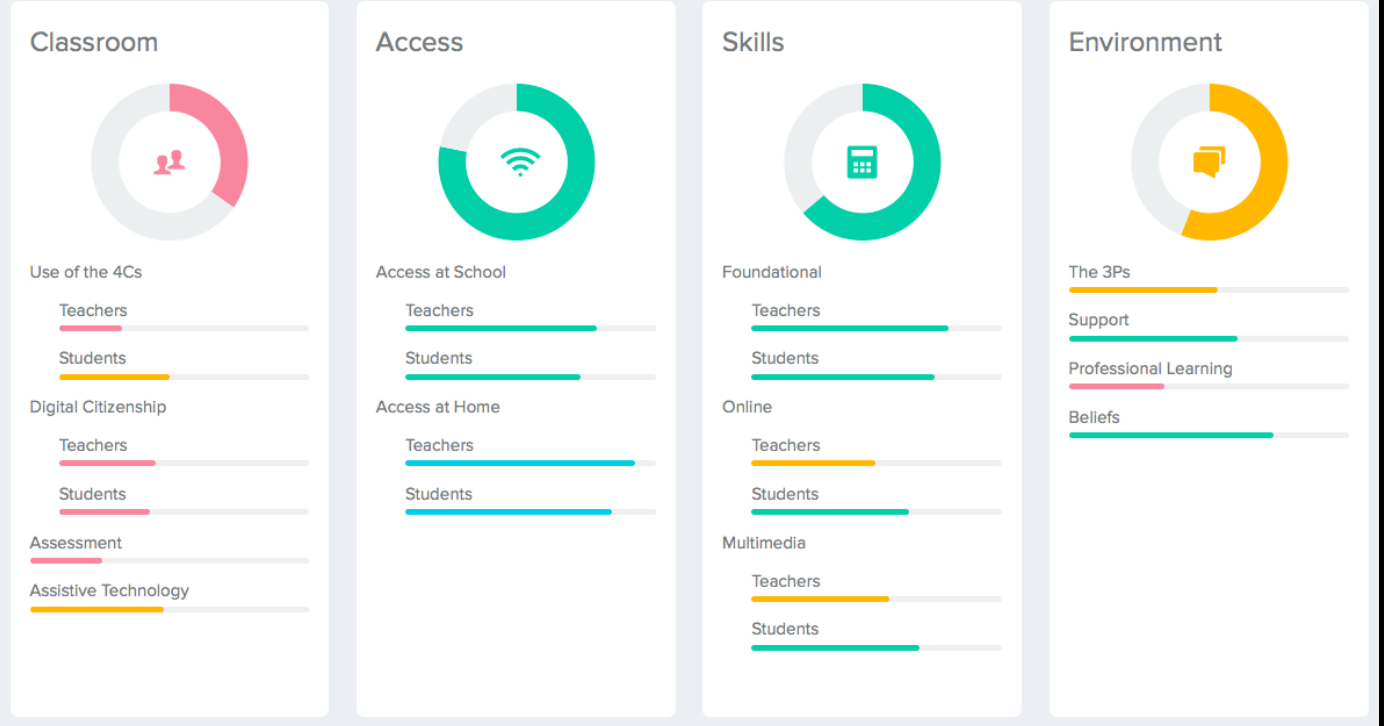 Classroom
Use of the 4Cs
Teachers
Students
Digital Citizenship
Teachers
Students
Assessment
Assistive Technology
Access
Access at School
Teachers
Students
Access at Home
Teachers
Students
Skills
Foundational
Teachers
Students
Online
Teachers
Students
Multimedia
Teachers
Students
Environment
The 3Ps
Support
Professional Learning
Beliefs